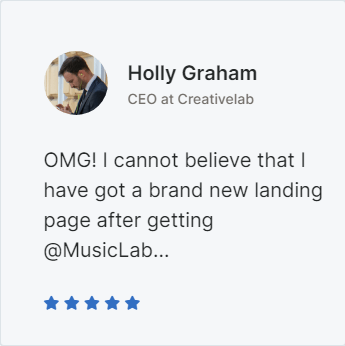 Holly Graham
CEO at Creativelab
OMG! I cannot believe that I
have got a brand new landing
page after getting
@MusicLab...